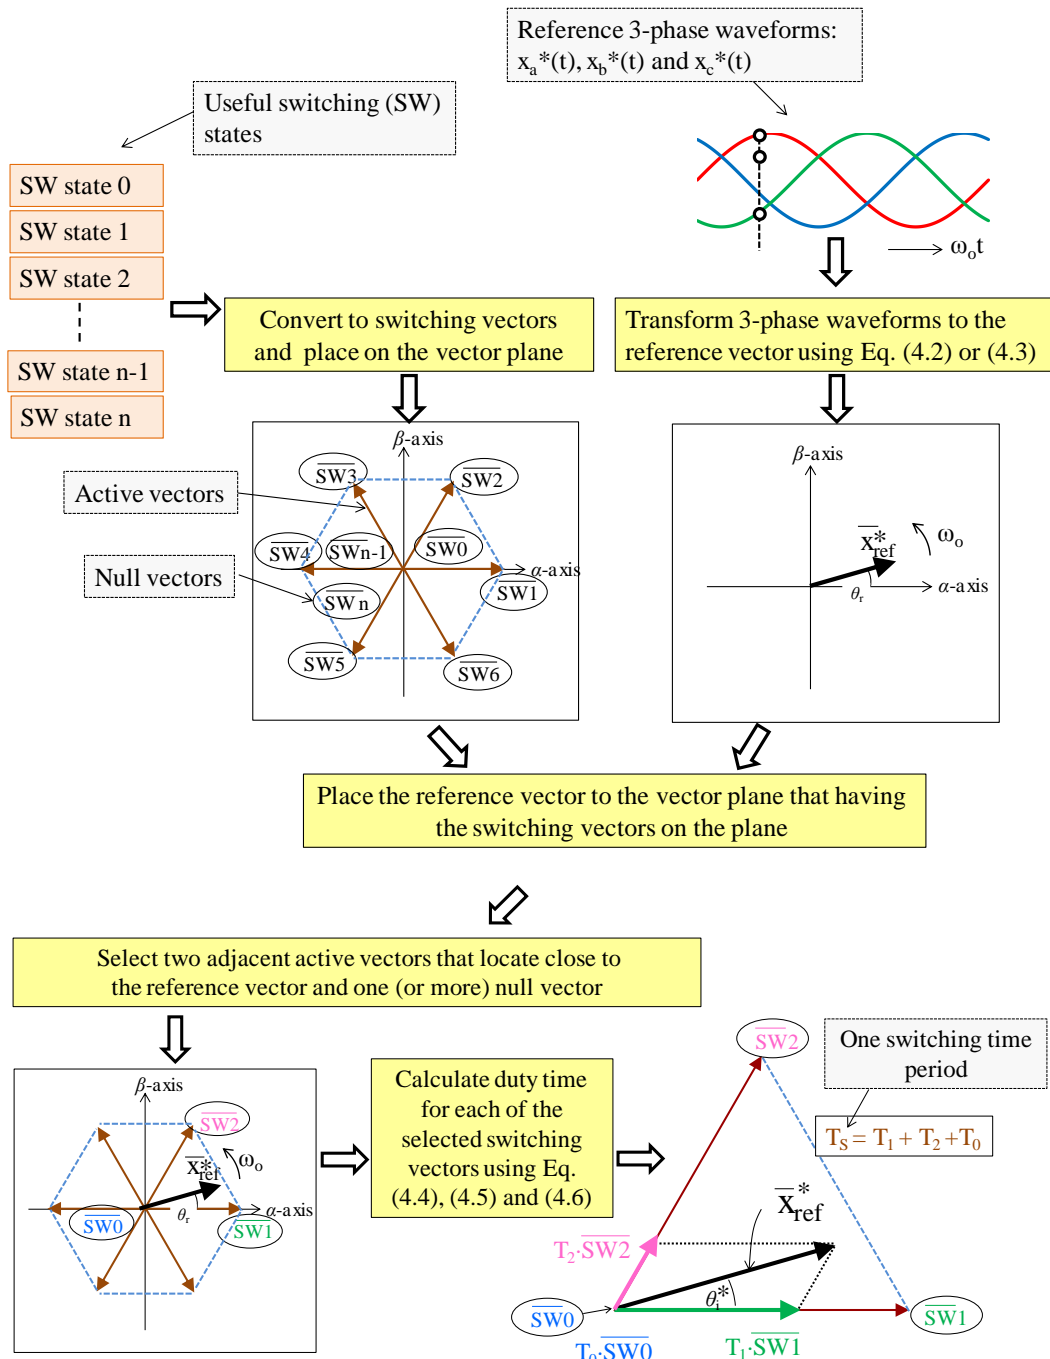 Reference 3-phase waveforms:
xa*(t), xb*(t) and xc*(t)
Useful switching (SW)
states
SW state 0
SW state 1
SW state 2
SW state n-1
SW state n
ωot
Convert to switching vectors
and place on the vector plane
Transform 3-phase waveforms to the
reference vector using Eq. (4.2) or (4.3)
β-axis
SW3
SW2
Active vectors
SW4
SWn-1
SW0
α-axis
Null vectors
SWn
SW1
SW5
SW6
β-axis
x*ref
ωo
θr
α-axis
Place the reference vector to the vector plane that having
the switching vectors on the plane
Select two adjacent active vectors that locate close to
the reference vector and one (or more) null vector
β-axis
SW2
x*ref
ωo
SW0
θr
α-axis
SW1
Calculate duty time
for each of the
selected switching
vectors using Eq.
(4.4), (4.5) and (4.6)
SW2
One switching time
period
TS = T1 + T2 +T0
x*ref
T2·SW2
θi*
SW0
SW1
T0·SW0
T1·SW1